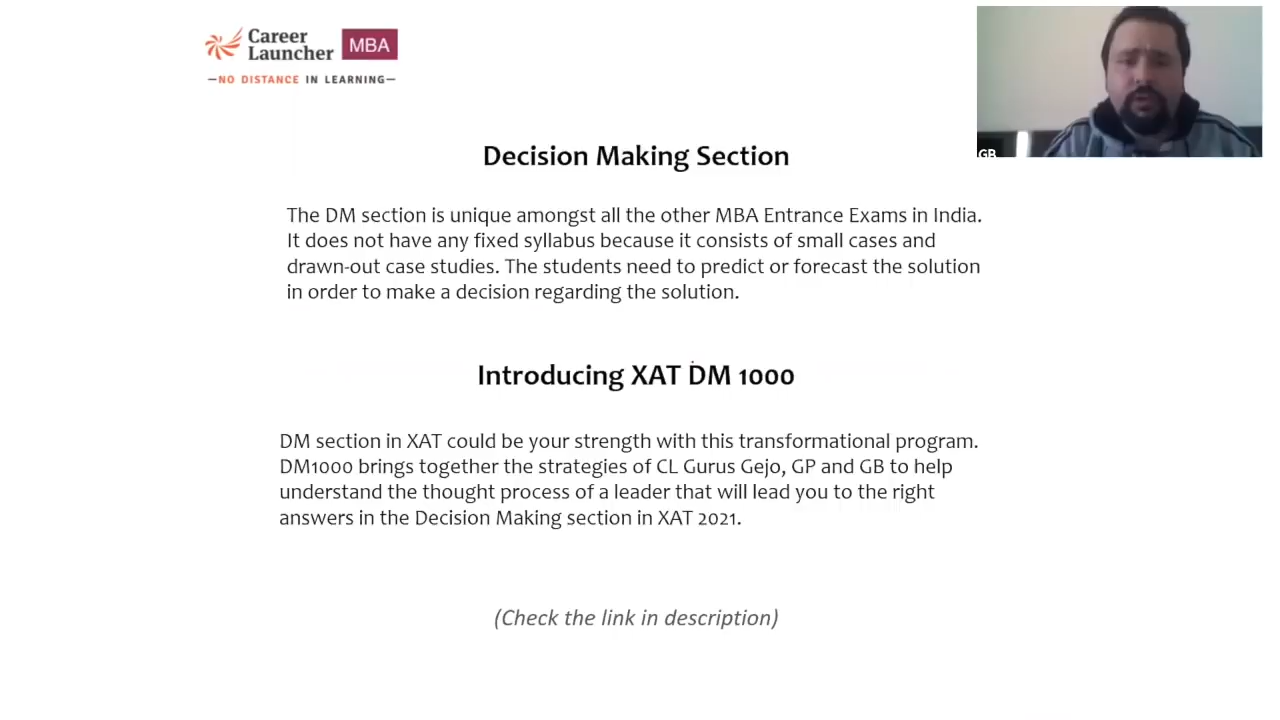 Career
Launcher
MBA
—NO DISTANCE IN LEARNING—
GB
Decision Making Section
The DM section is unique amongst all the other MBA Entrance Exams in India.
It does not have any fixed syllabus because it consists of small cases and
drawn-out case studies. The students need to predict or forecast the solution
in order to make a decision regarding the solution.
Introducing XAT DM 1000
DM section in XAT could be your strength with this transformational program.
DM1000 brings together the strategies of CL Gurus Gejo, GP and GB to help
understand the thought process of a leader that will lead you to the right
answers in the Decision Making section in XAT 2021.
(Check the link in description)